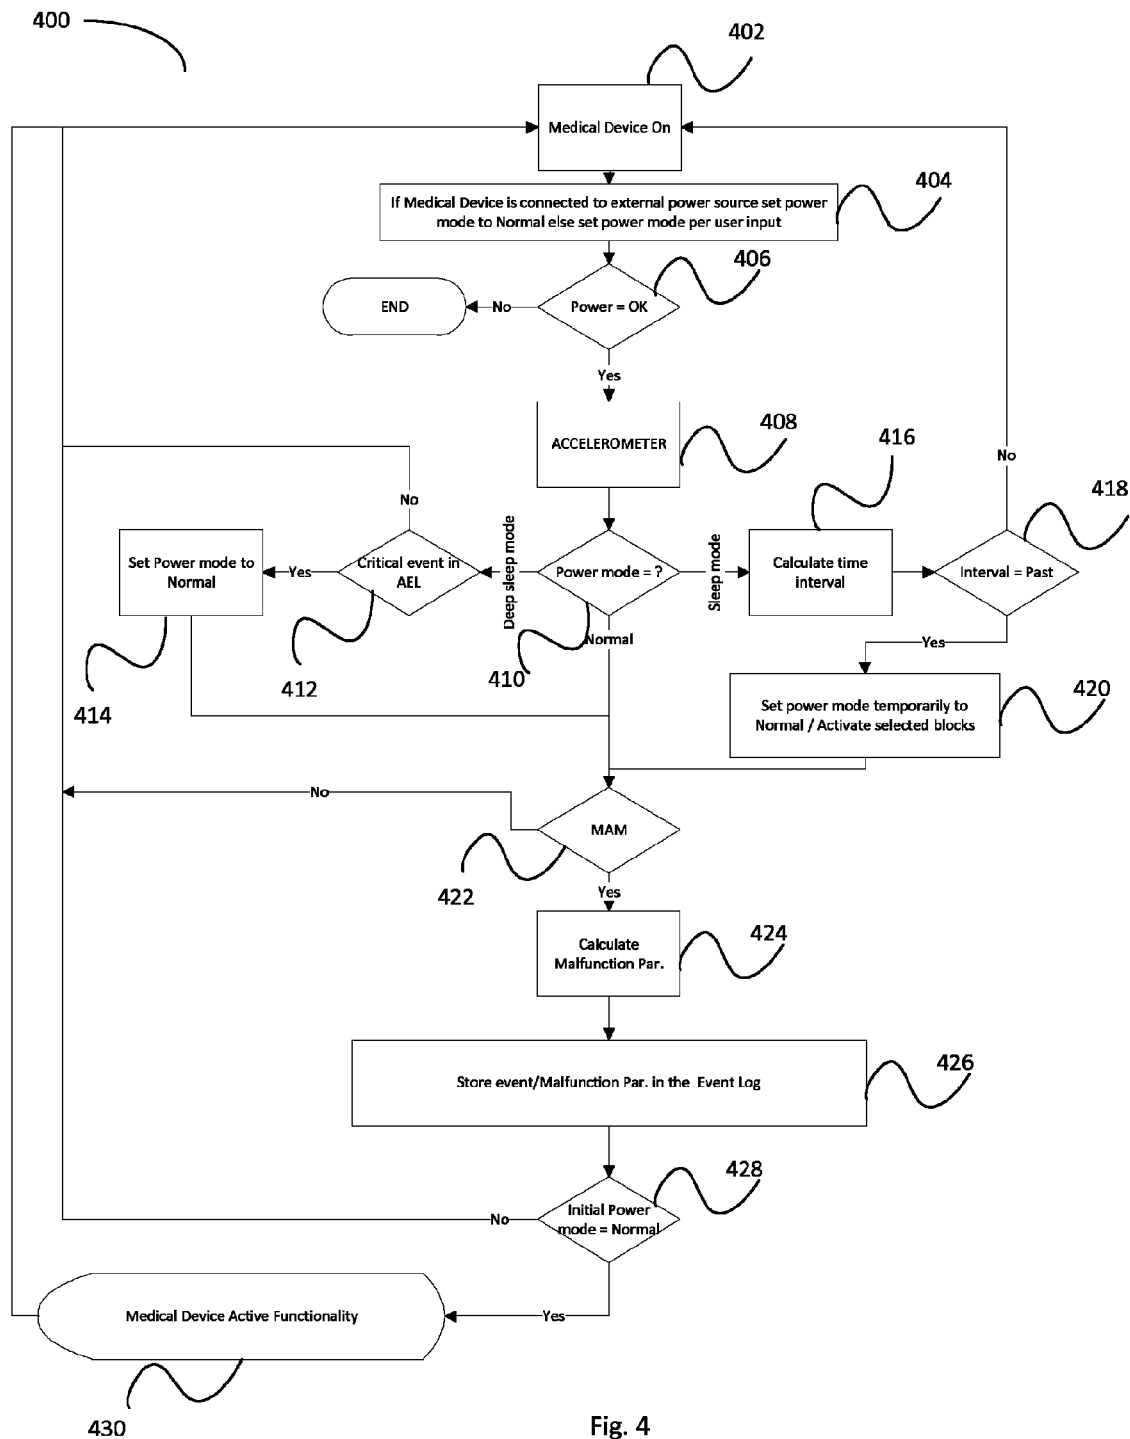 400
402
Medical Device On
404
If Medical Device is connected to external power source set power
mode to Normal else set power mode per user input
406
END
No
Power = OK
Yes
408
ACCELEROMETER
416
No
418
No
Set Power mode to
Normal
Yes
Critical event in
AEL
Deep sleep mode
Power mode = ?
Sleep mode
Calculate time
interval
Interval = Past
Normal
Yes
414
412
410
420
Set power mode temporarily to
Normal / Activate selected blocks
No
MAM
422
Yes
424
Calculate
Malfunction Par.
426
Store event/Malfunction Par. in the Event Log
428
Initial Power
mode = Normal
No
Medical Device Active Functionality
Yes
430
Fig. 4